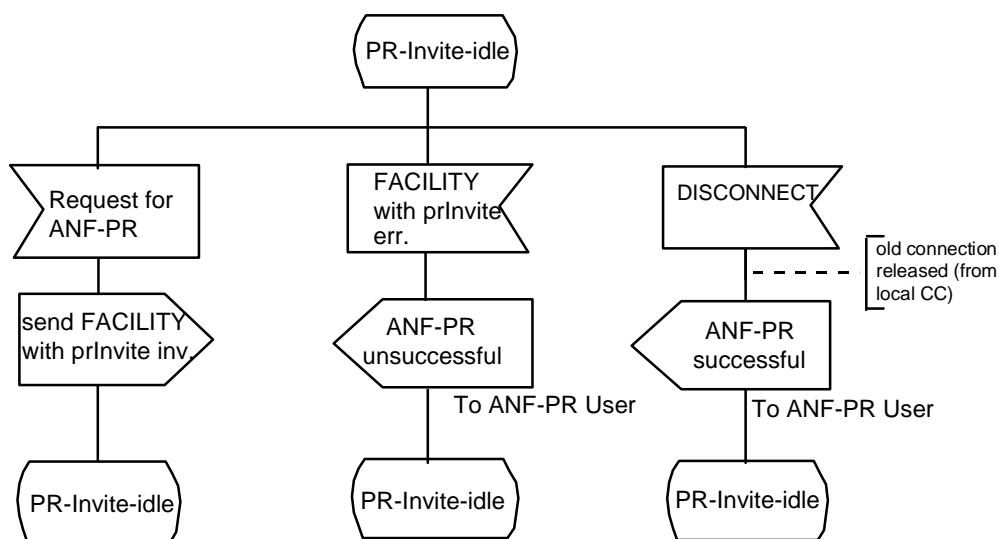 PR-Invite-idle
Request for
ANF-PR
FACILITY
with prInvite
err.
DISCONNECT
old connection
released (from
local CC)
send FACILITY
with prInvite inv.
ANF-PR
unsuccessful
ANF-PR
successful
To ANF-PR User
To ANF-PR User
PR-Invite-idle
PR-Invite-idle
PR-Invite-idle